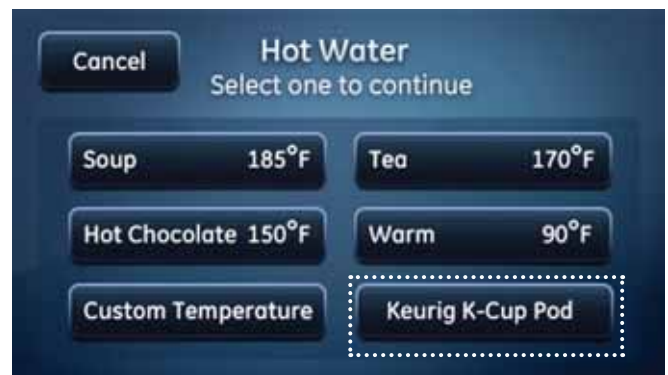 Cancel
Hot Water
Select one to continue
Soup 185°F
Tea 170°F
Hot Chocolate 150°F
Warm 90°F
Custom Temperature
Keurig K-Cup Pod